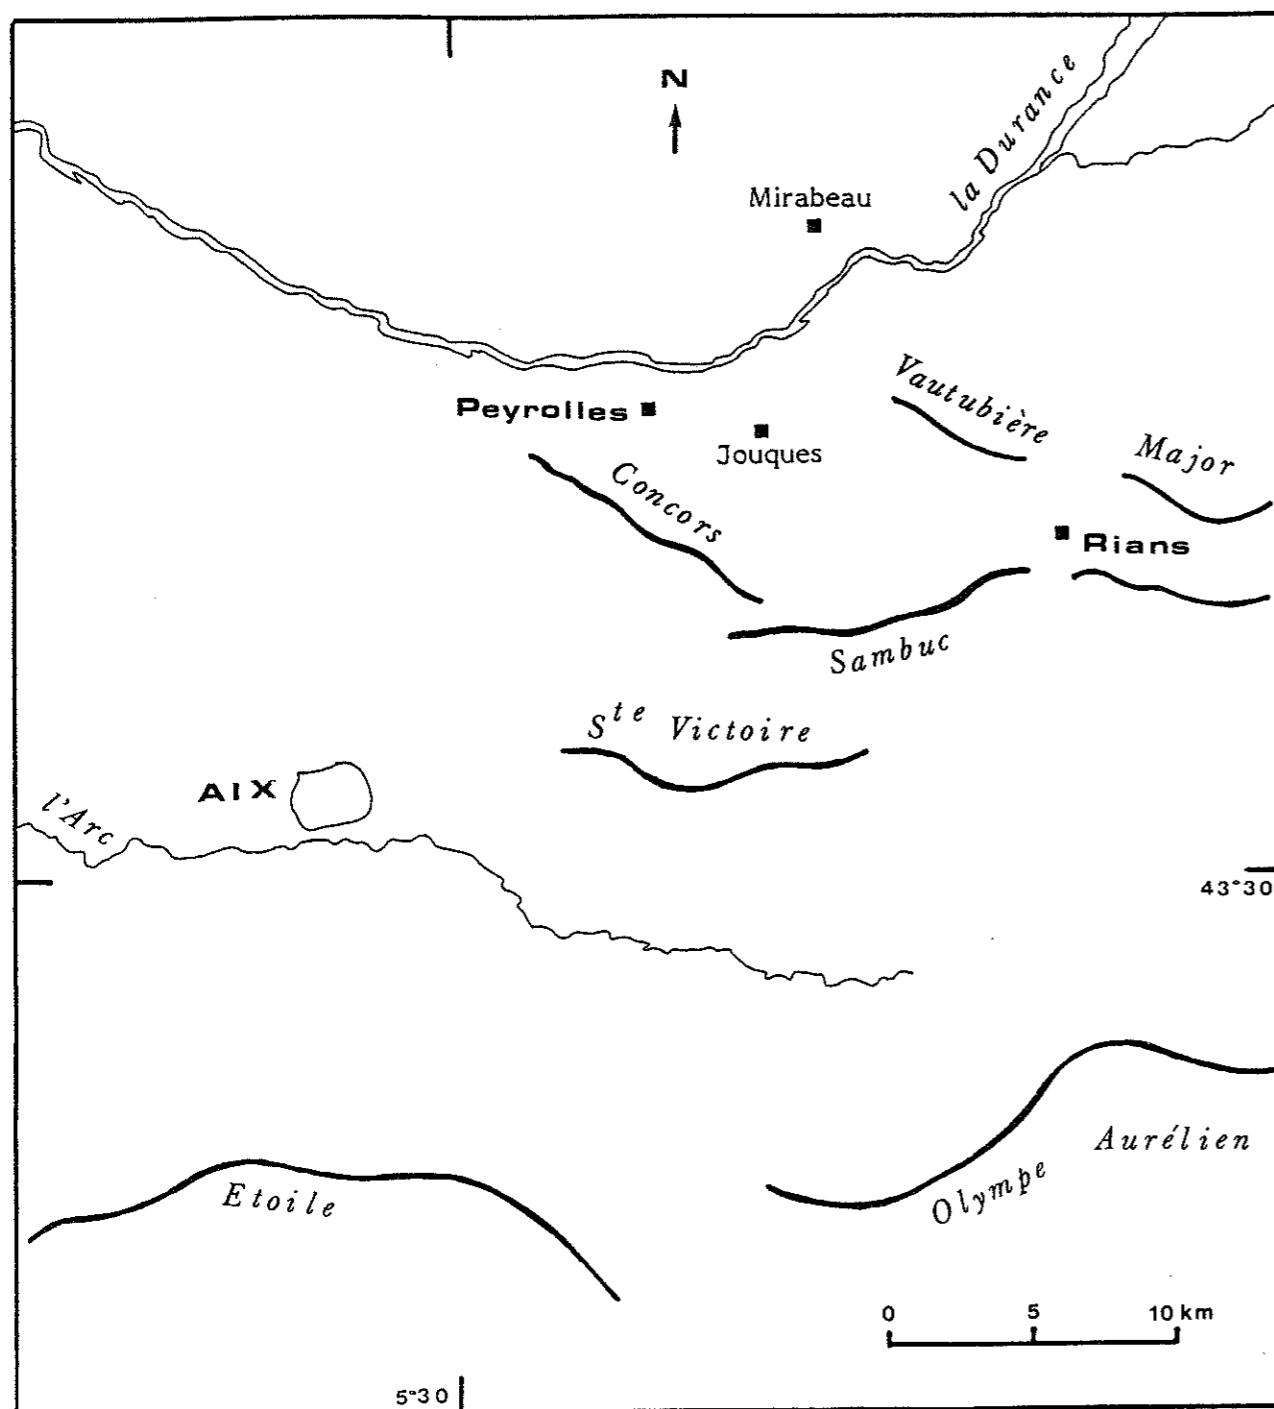 N
la Durance
Mirabeau
Vautubière
Peyrolles
Jouques
Major
Concors
Rians
Sambuc
Ste Victoire
AIX
l'Arc
43°30
Aurélien
Olympe
Etoile
0 5 10 km
5°30